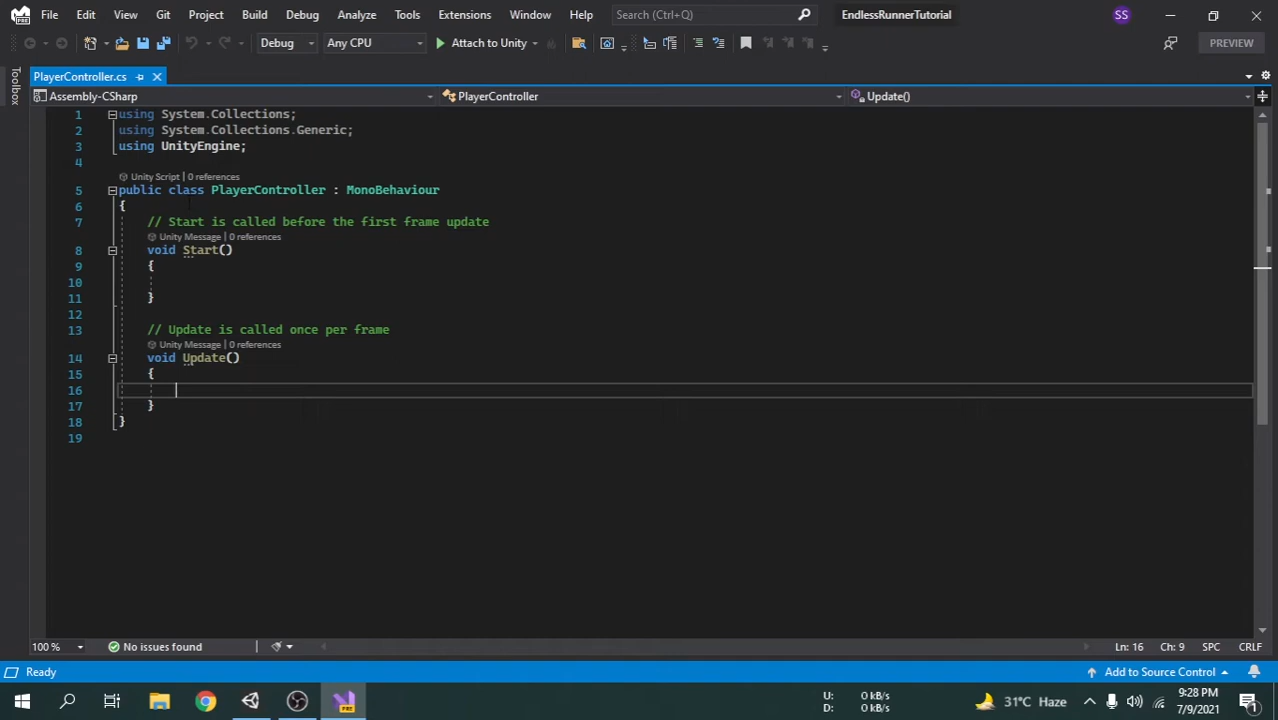 PRE
File Edit View Git Project Build Debug Analyze Tools Extensions Window Help Search (Ctrl+Q) EndlessRunnerTutorial SS
Debug Any CPU Attach to Unity PREVIEW
Toolbox
PlayerController.cs
Assembly-CSharp PlayerController Update()
1 using System.Collections;
2 using System.Collections.Generic;
3 using UnityEngine;
4
Unity Script | 0 references
5 public class PlayerController : MonoBehaviour
6 {
7 // Start is called before the first frame update
Unity Message | 0 references
8 void Start()
9 {
10
11 }
12
13 // Update is called once per frame
Unity Message | 0 references
14 void Update()
15 {
16
17 }
18 }
19
100 % No issues found Ln: 16 Ch: 9 SPC CRLF
Ready Add to Source Control
U: 0 kB/s
D: 0 kB/s
31°C Haze
9:28 PM
7/9/2021
1
PRE